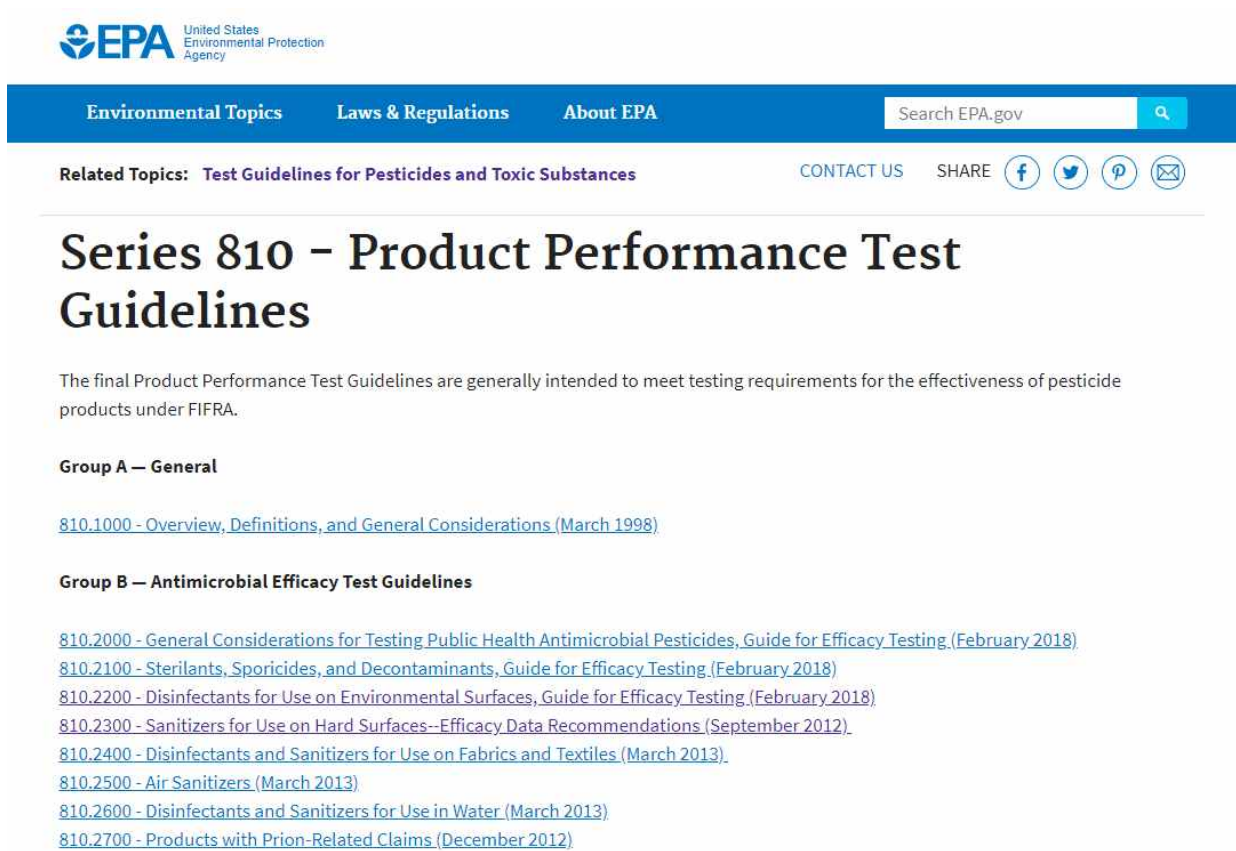 EPA
United States
Environmental Protection
Agency
Environmental Topics Laws & Regulations About EPA Search EPA.gov
Related Topics: Test Guidelines for Pesticides and Toxic Substances CONTACT US SHARE
Series 810 – Product Performance Test
Guidelines
The final Product Performance Test Guidelines are generally intended to meet testing requirements for the effectiveness of pesticide
products under FIFRA.
Group A — General
810.1000 - Overview, Definitions, and General Considerations (March 1998)
Group B — Antimicrobial Efficacy Test Guidelines
810.2000 - General Considerations for Testing Public Health Antimicrobial Pesticides, Guide for Efficacy Testing (February 2018)
810.2100 - Sterilants, Sporicides, and Decontaminants, Guide for Efficacy Testing (February 2018)
810.2200 - Disinfectants for Use on Environmental Surfaces, Guide for Efficacy Testing (February 2018)
810.2300 - Sanitizers for Use on Hard Surfaces--Efficacy Data Recommendations (September 2012)
810.2400 - Disinfectants and Sanitizers for Use on Fabrics and Textiles (March 2013)
810.2500 - Air Sanitizers (March 2013)
810.2600 - Disinfectants and Sanitizers for Use in Water (March 2013)
810.2700 - Products with Prion-Related Claims (December 2012)